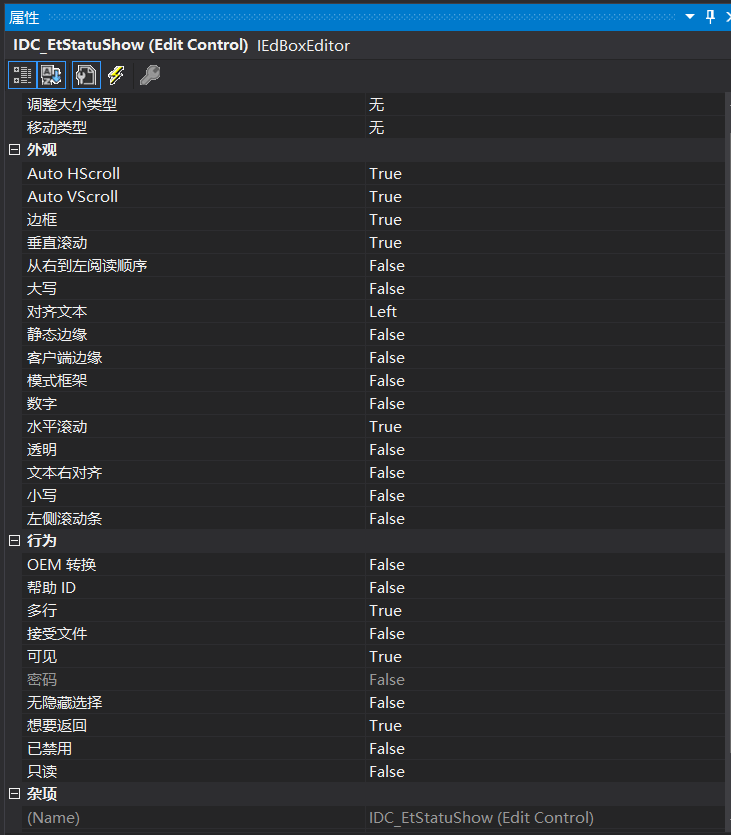 属性
IDC_EtStatuShow (Edit Control) IEdBoxEditor
调整大小类型 无
移动类型 无
外观
Auto HScroll True
Auto VScroll True
边框 True
垂直滚动 True
从右到左阅读顺序 False
大写 False
对齐文本 Left
静态边缘 False
客户端边缘 False
模式框架 False
数字 False
水平滚动 True
透明 False
文本右对齐 False
小写 False
左侧滚动条 False
行为
OEM 转换 False
帮助 ID False
多行 True
接受文件 False
可见 True
密码 False
无隐藏选择 False
想要返回 True
已禁用 False
只读 False
杂项
(Name) IDC_EtStatuShow (Edit Control)